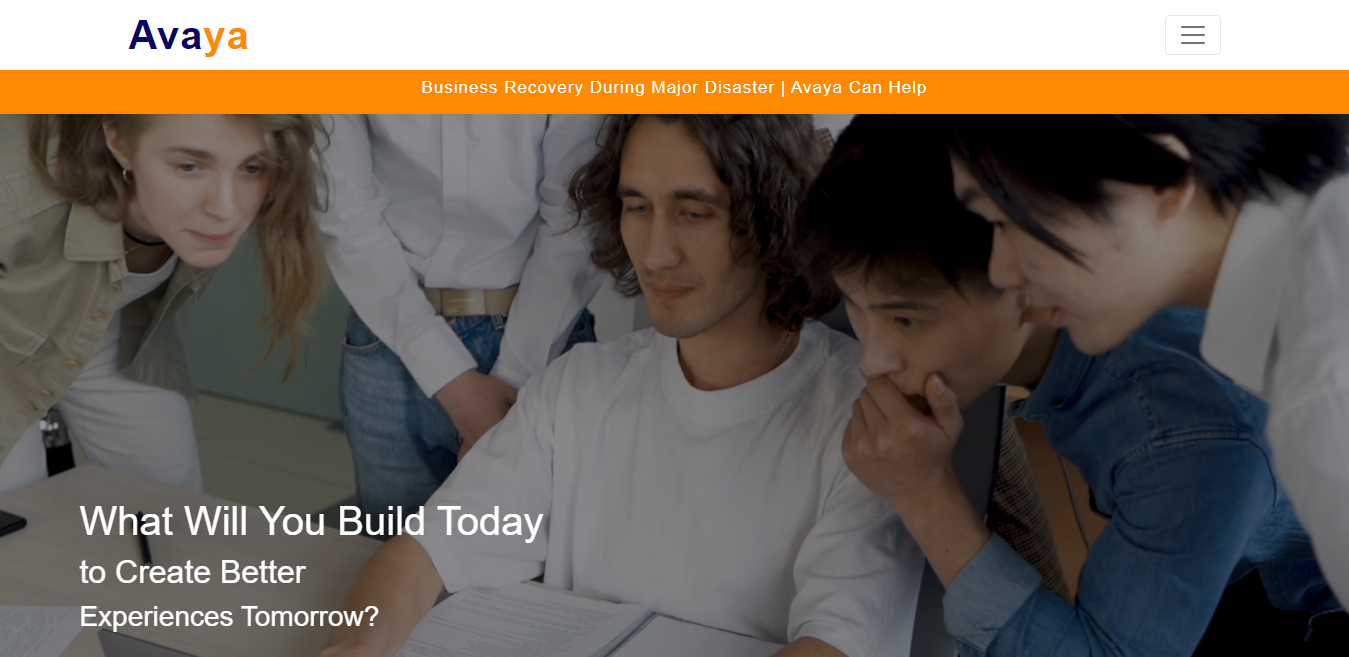 Avaya
Business Recovery During Major Disaster | Avaya Can Help
What Will You Build Today
to Create Better
Experiences Tomorrow?